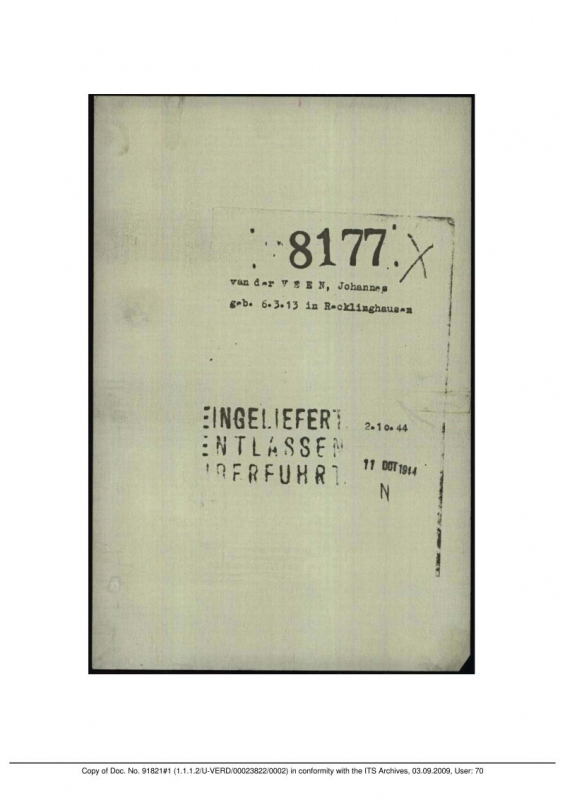 8177. X
van der VEEN, Johannes
geb. 6.3.13 in Recklinghausen
EINGELIEFERT 2.10.44
ENTLASSEN
ÜBERFUHRT. 11 OCT 1944
N
Copy of Doc. No. 91821#1 (1.1.1.2/U-VERD/00023822/0002) in conformity with the ITS Archives, 03.09.2009, User: 70